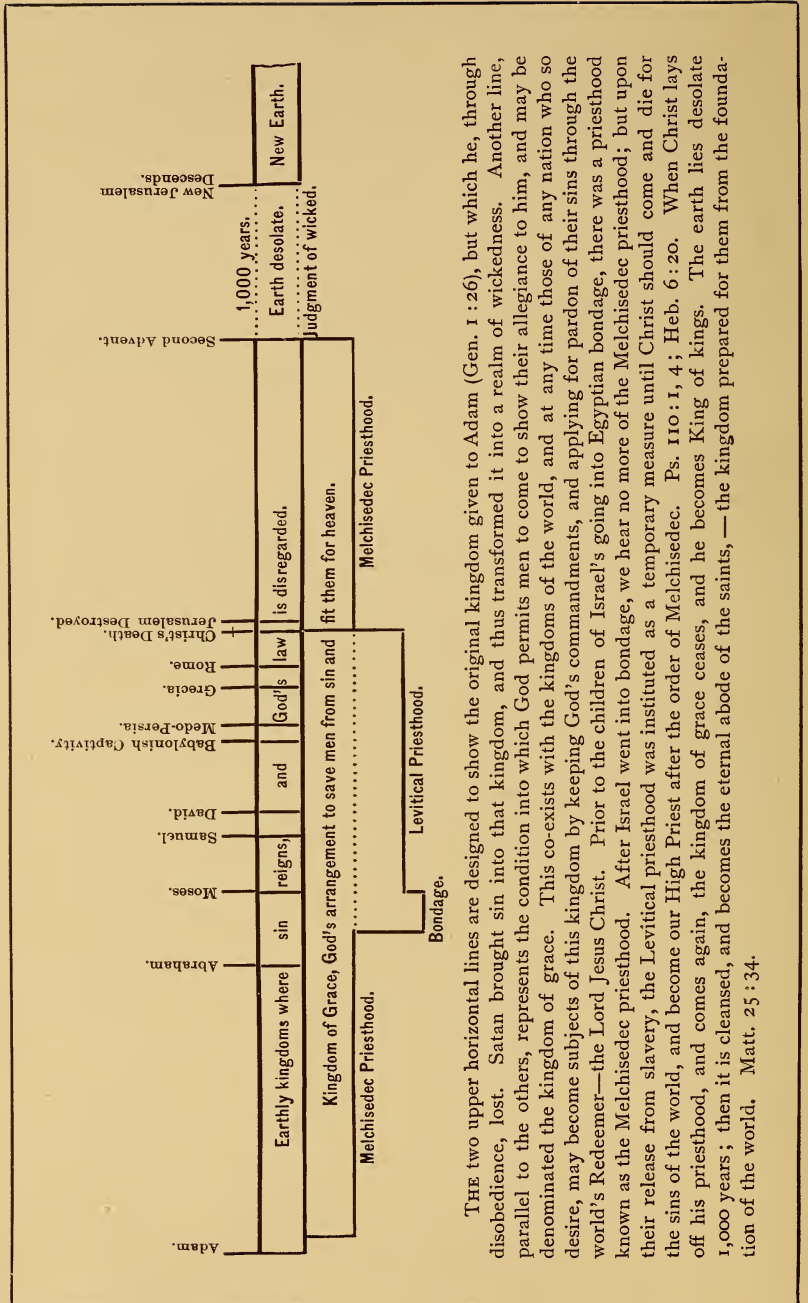 Adam.
Abraham.
Moses.
Samuel.
David.
Babylonish Captivity.
Medo-Persia.
Grecia.
Rome.
Christ's Death.
Jerusalem Destroyed.
Second Advent.
1,000 years.
New Jerusalem
Descends.
Earthly kingdoms where sin reigns, and God's law is disregarded. Earth desolate. New Earth.
Kingdom of Grace, God's arrangement to save men from sin and fit them for heaven. Judgment of wicked.
Melchisedec Priesthood. Melchisedec Priesthood.
Levitical Priesthood.
Bondage.
THE two upper horizontal lines are designed to show the original kingdom given to Adam (Gen. 1:26), but which he, through
disobedience, lost. Satan brought sin into that kingdom, and thus transformed it into a realm of wickedness. Another line,
parallel to the others, represents the condition into which God permits men to come to show their allegiance to him, and may be
denominated the kingdom of grace. This co-exists with the kingdoms of the world, and at any time those of any nation who so
desire, may become subjects of this kingdom by keeping God's commandments, and applying for pardon of their sins through the
world's Redeemer—the Lord Jesus Christ. Prior to the children of Israel's going into Egyptian bondage, there was a priesthood
known as the Melchisedec priesthood. After Israel went into bondage, we hear no more of the Melchisedec priesthood; but upon
their release from slavery, the Levitical priesthood was instituted as a temporary measure until Christ should come and die for
the sins of the world, and become our High Priest after the order of Melchisedec. Ps. 110:1, 4; Heb. 6:20. When Christ lays
off his priesthood, and comes again, the kingdom of grace ceases, and he becomes King of kings. The earth lies desolate
1,000 years; then it is cleansed, and becomes the eternal abode of the saints,—the kingdom prepared for them from the founda-
tion of the world. Matt. 25:34.